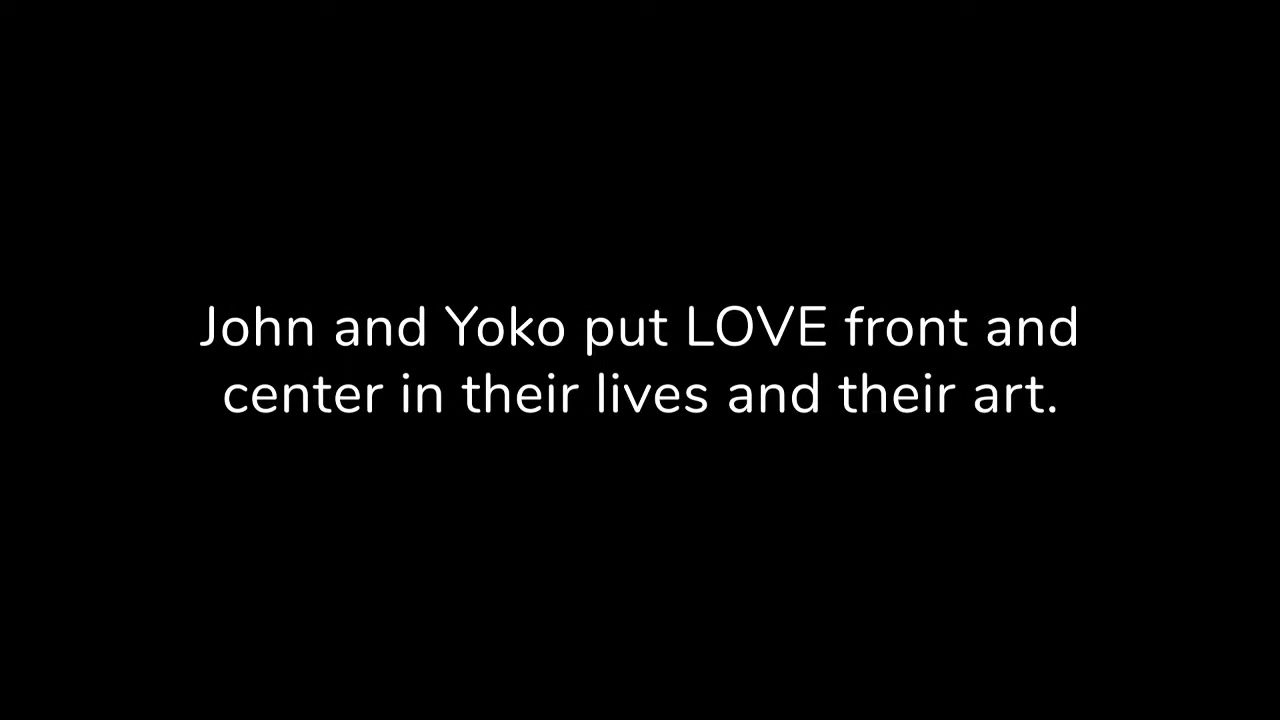 John and Yoko put LOVE front and
center in their lives and their art.